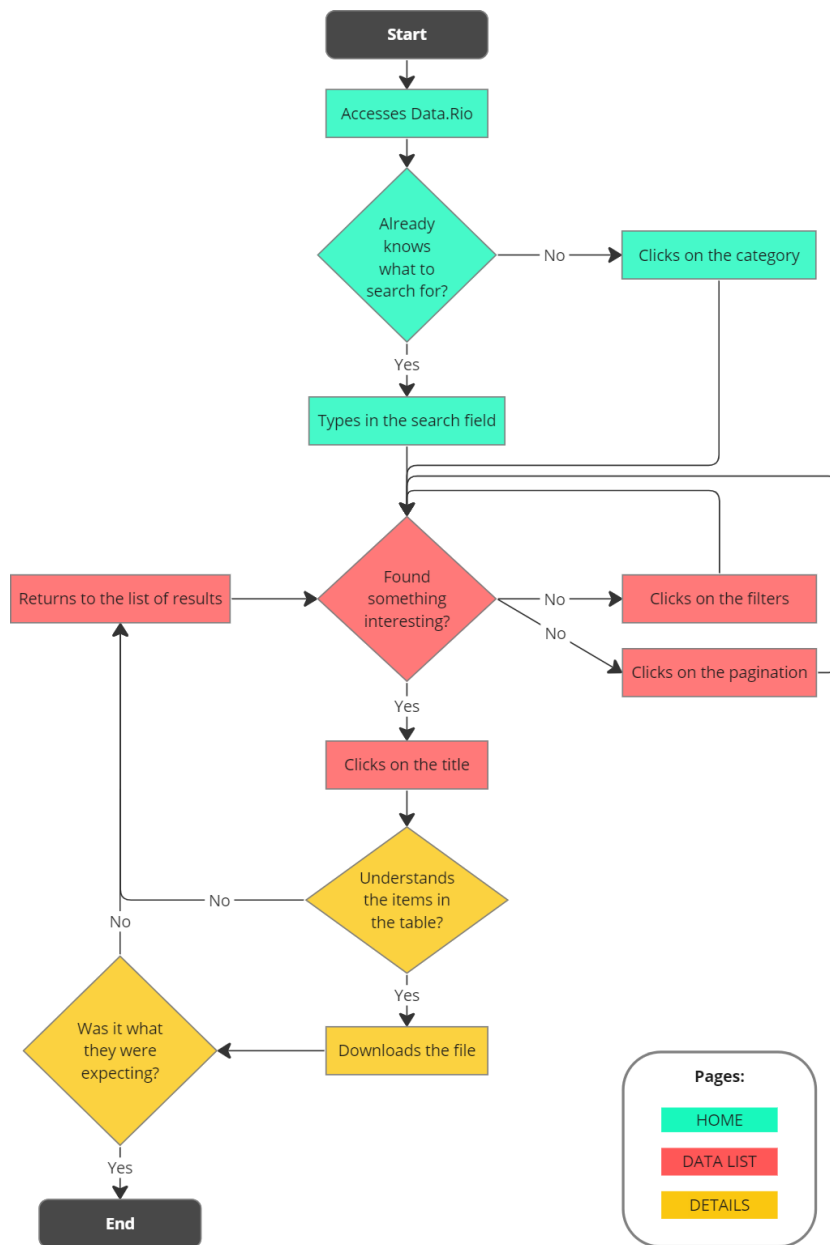 Start
Accesses Data.Rio
Already
knows
what to
search for?
No
Clicks on the category
Yes
Types in the search field
Returns to the list of results
Found
something
interesting?
No
Clicks on the filters
No
Clicks on the pagination
Yes
Clicks on the title
Understands
the items in
the table?
No
No
Yes
Was it what
they were
expecting?
Downloads the file
Yes
End
Pages:
HOME
DATA LIST
DETAILS